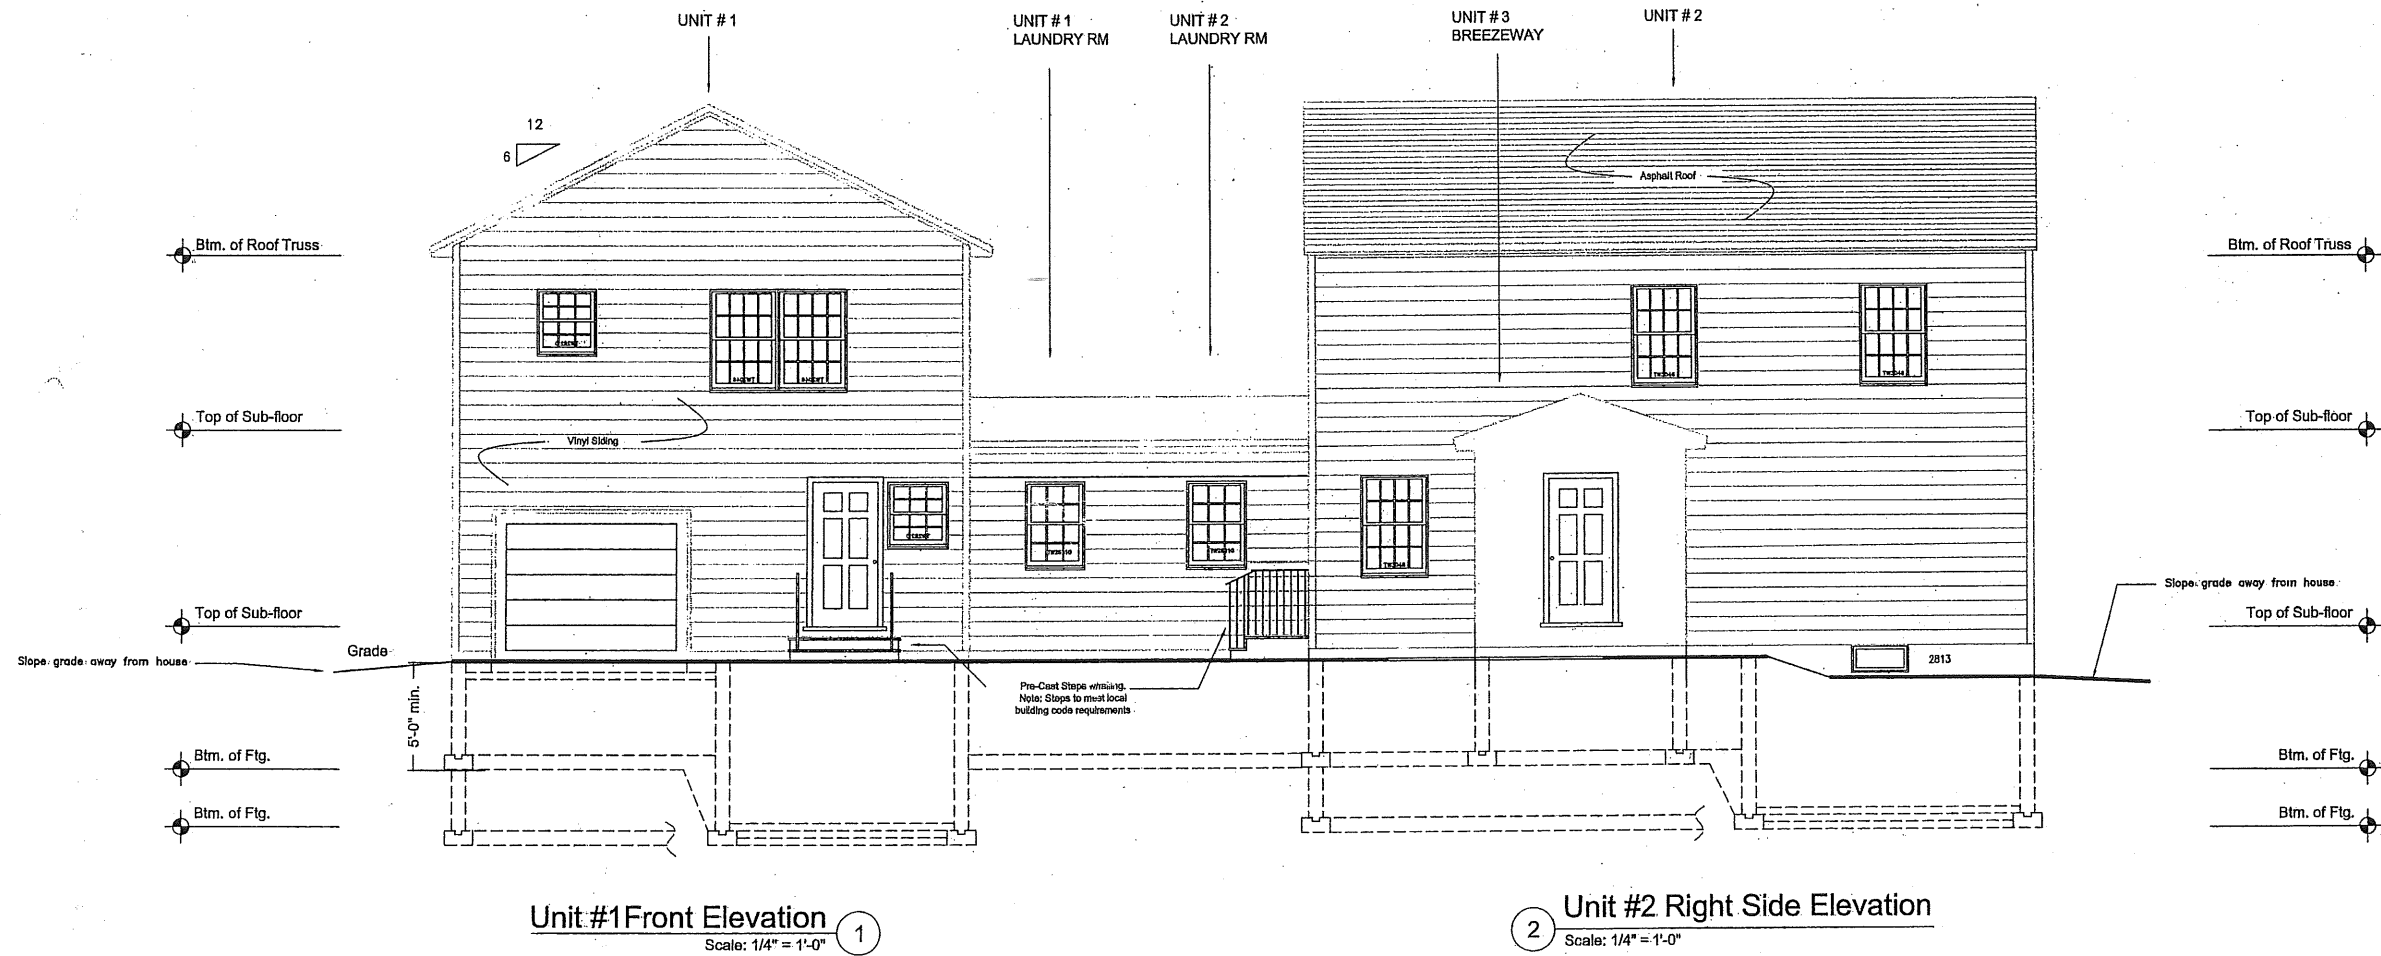 UNIT # 1
UNIT # 1
LAUNDRY RM
UNIT # 2
LAUNDRY RM
UNIT # 3
BREEZEWAY
UNIT # 2
12
6
Asphalt Roof
Btm. of Roof Truss
Btm. of Roof Truss
Top of Sub-floor
Top of Sub-floor
Vinyl Siding
TW2046
TW2046
TW2046
Slope grade away from house
Top of Sub-floor
Top of Sub-floor
Grade
Slope grade away from house
2813
5'-0" min.
Pre-Cast Steps w/railing.
Note: Steps to meet local
building code requirements
Btm. of Ftg.
Btm. of Ftg.
Btm. of Ftg.
Btm. of Ftg.
Unit #1 Front Elevation
Scale: 1/4" = 1'-0"
1
2
Unit #2 Right Side Elevation
Scale: 1/4" = 1'-0"